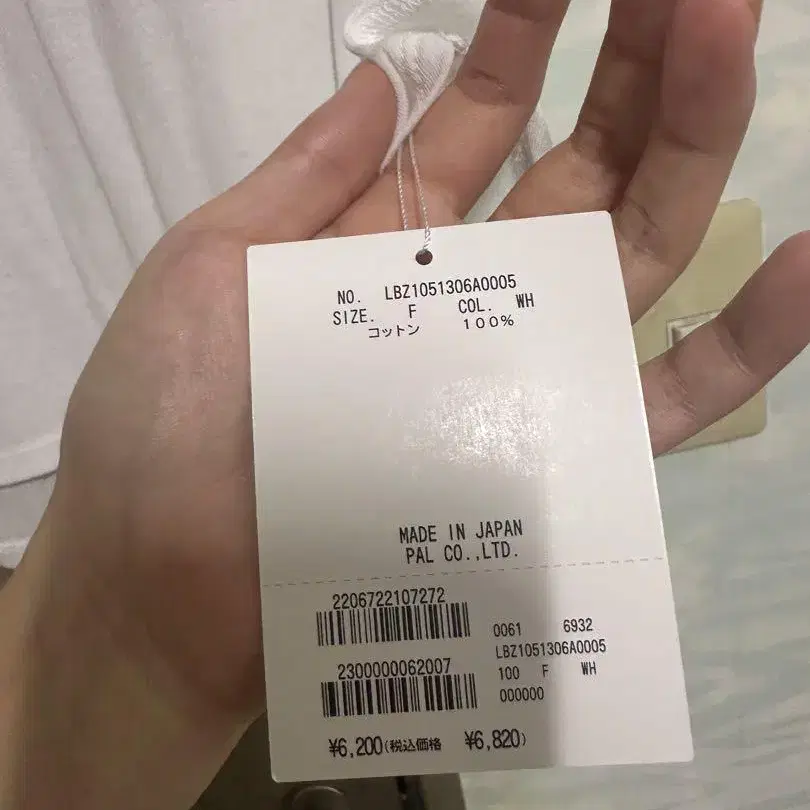 NO. LBZ1051306A0005
SIZE. F COL. WH
コットン 100%
MADE IN JAPAN
PAL CO.,LTD.
2206722107272
2300000062007
0061 6932
LBZ1051306A0005
100 F WH
000000
¥6,200(税込価格 ¥6,820)